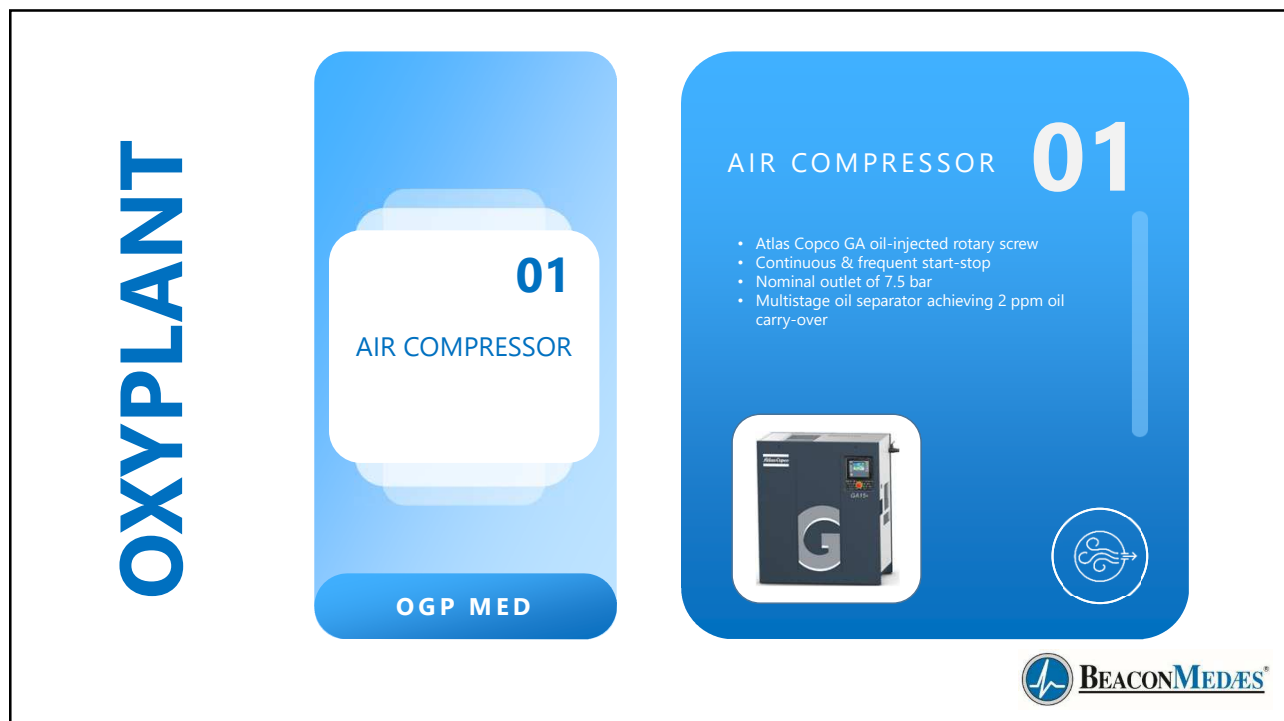 OXYPLANT
01
AIR COMPRESSOR
OGP MED
AIR COMPRESSOR
01
• Atlas Copco GA oil-injected rotary screw
• Continuous & frequent start-stop
• Nominal outlet of 7.5 bar
• Multistage oil separator achieving 2 ppm oil
carry-over
Atlas Copco
GA15+
G
BEACONMEDÆS®